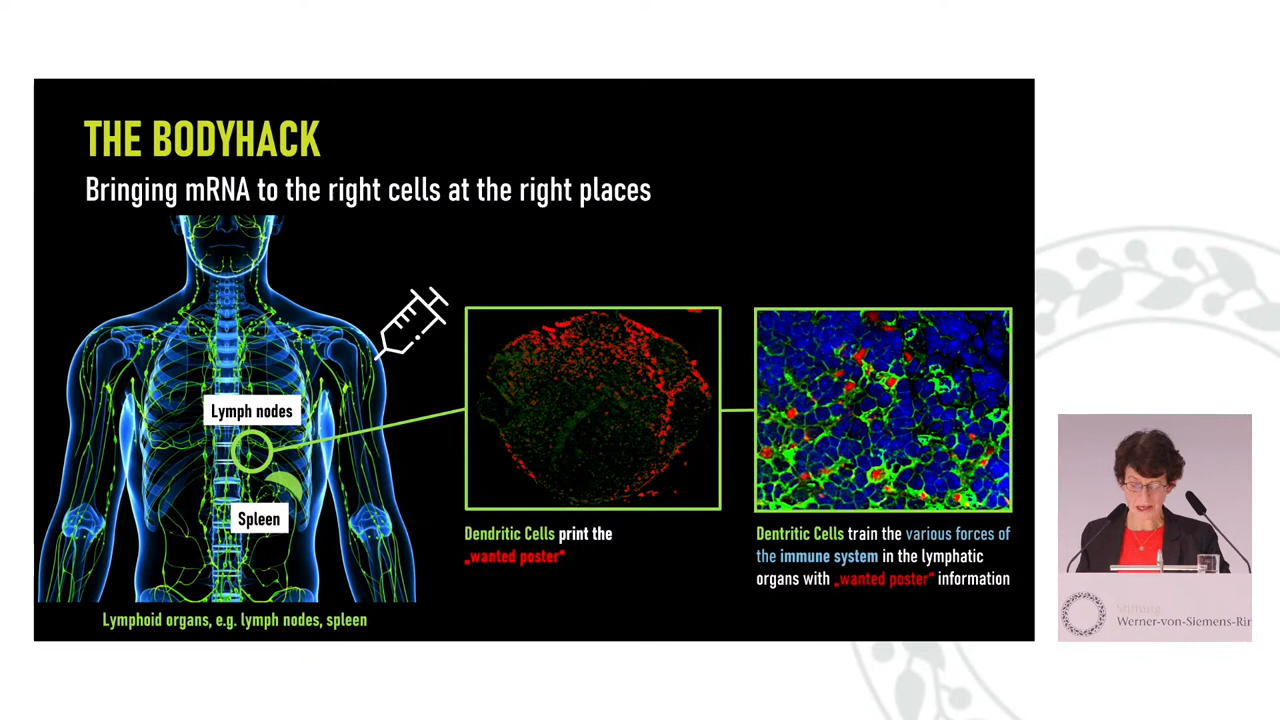 THE BODYHACK
Bringing mRNA to the right cells at the right places
Lymph nodes
Spleen
Lymphoid organs, e.g. lymph nodes, spleen
Dendritic Cells print the
„wanted poster“
Dentritic Cells train the various forces of
the immune system in the lymphatic
organs with „wanted poster“ information
Stiftung
Werner-von-Siemens-Rin